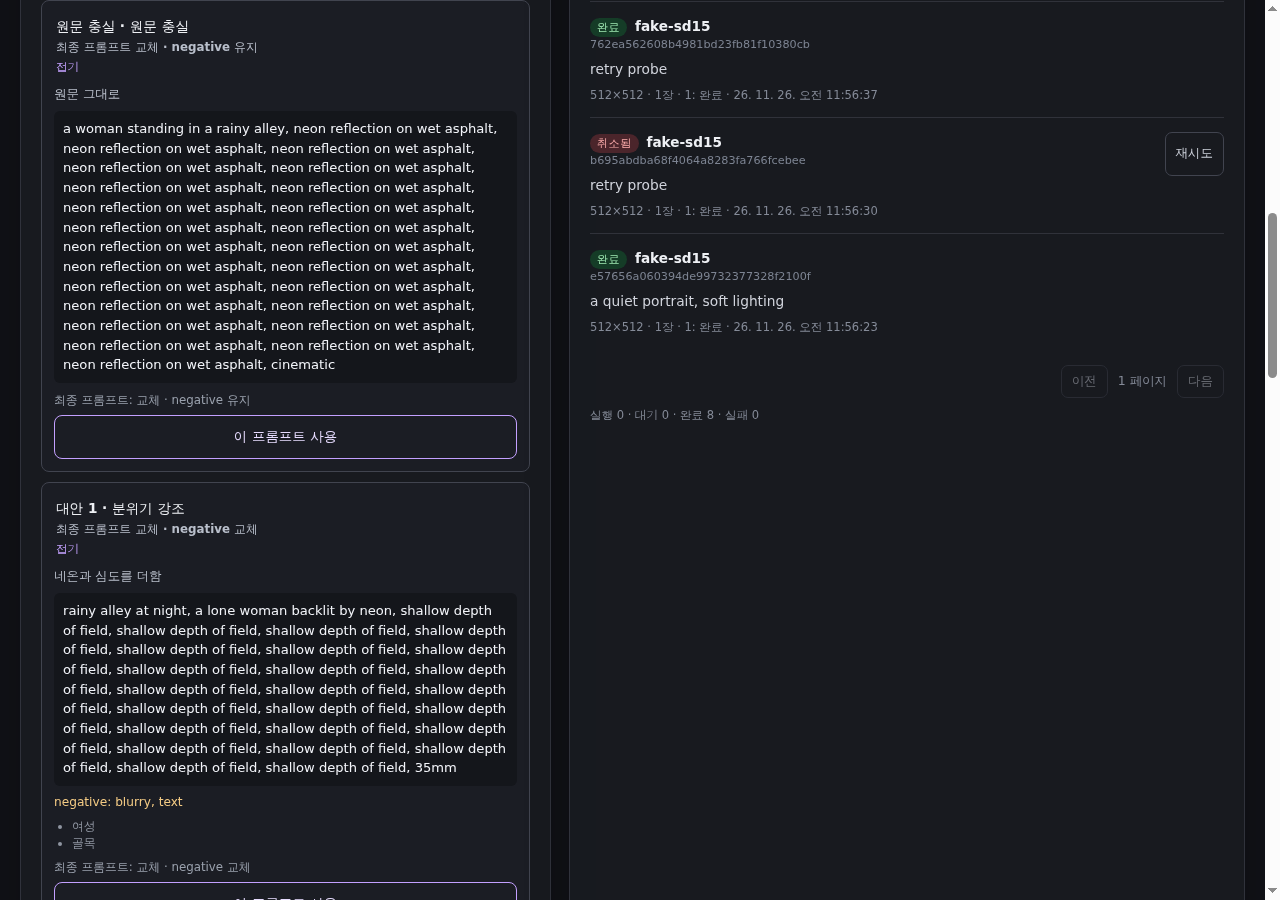 원문 충실 · 원문 충실
최종 프롬프트 교체 · negative 유지
접기
원문 그대로
a woman standing in a rainy alley, neon reflection on wet asphalt,
neon reflection on wet asphalt, neon reflection on wet asphalt,
neon reflection on wet asphalt, neon reflection on wet asphalt,
neon reflection on wet asphalt, neon reflection on wet asphalt,
neon reflection on wet asphalt, neon reflection on wet asphalt,
neon reflection on wet asphalt, neon reflection on wet asphalt,
neon reflection on wet asphalt, neon reflection on wet asphalt,
neon reflection on wet asphalt, neon reflection on wet asphalt,
neon reflection on wet asphalt, neon reflection on wet asphalt,
neon reflection on wet asphalt, neon reflection on wet asphalt,
neon reflection on wet asphalt, neon reflection on wet asphalt,
neon reflection on wet asphalt, neon reflection on wet asphalt,
neon reflection on wet asphalt, cinematic
최종 프롬프트: 교체 · negative 유지
이 프롬프트 사용
대안 1 · 분위기 강조
최종 프롬프트 교체 · negative 교체
접기
네온과 심도를 더함
rainy alley at night, a lone woman backlit by neon, shallow depth
of field, shallow depth of field, shallow depth of field, shallow depth
of field, shallow depth of field, shallow depth of field, shallow depth
of field, shallow depth of field, shallow depth of field, shallow depth
of field, shallow depth of field, shallow depth of field, shallow depth
of field, shallow depth of field, shallow depth of field, shallow depth
of field, shallow depth of field, shallow depth of field, shallow depth
of field, shallow depth of field, shallow depth of field, shallow depth
of field, shallow depth of field, shallow depth of field, 35mm
negative: blurry, text
• 여성
• 골목
최종 프롬프트: 교체 · negative 교체
이 프롬프트 사용
완료 fake-sd15
762ea562608b4981bd23fb81f10380cb
retry probe
512×512 · 1장 · 1: 완료 · 26. 11. 26. 오전 11:56:37
취소됨 fake-sd15
b695abdba68f4064a8283fa766fcebee
재시도
retry probe
512×512 · 1장 · 1: 완료 · 26. 11. 26. 오전 11:56:30
완료 fake-sd15
e57656a060394de99732377328f2100f
a quiet portrait, soft lighting
512×512 · 1장 · 1: 완료 · 26. 11. 26. 오전 11:56:23
이전 1 페이지 다음
실행 0 · 대기 0 · 완료 8 · 실패 0